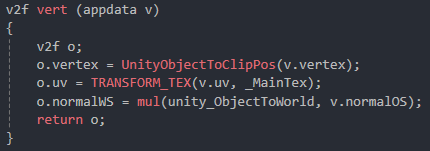 v2f vert (appdata v)
{
    v2f o;
    o.vertex = UnityObjectToClipPos(v.vertex);
    o.uv = TRANSFORM_TEX(v.uv, _MainTex);
    o.normalWS = mul(unity_ObjectToWorld, v.normalOS);
    return o;
}